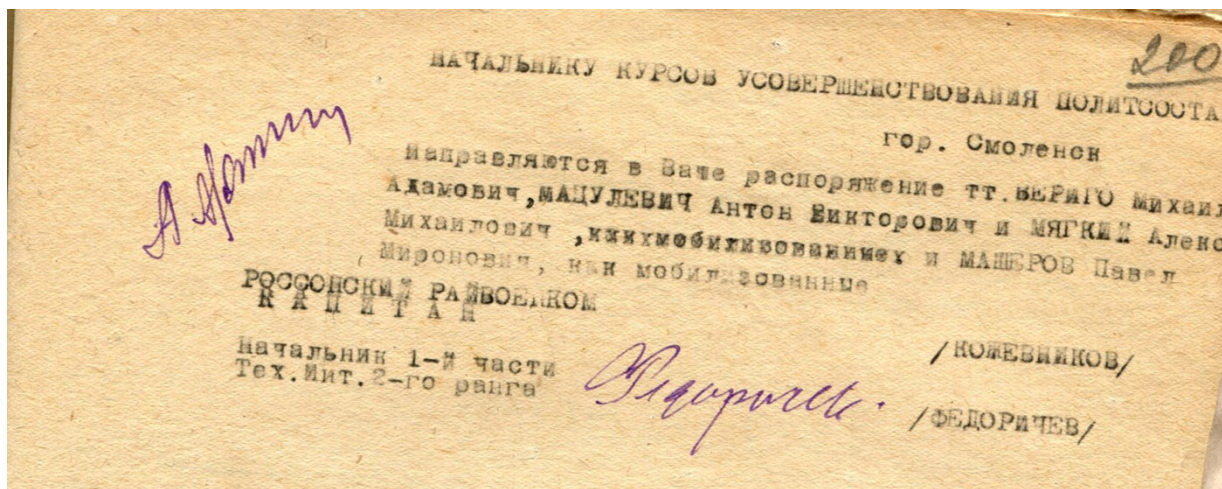 200
НАЧАЛЬНИКУ КУРСОВ УСОВЕРШЕНСТВОВАНИЯ ПОЛИТСОСТА
гор. Смоленск
Направляются в Ваше распоряжение тт.ВЕРИГО Михаил
Адамович,МАЦУЛЕВИЧ Антон Викторович и МЯГКИЙ Алекс
Михайлович , и МАШЕРОВ Павел
Миронович, как мобилизованные
РОССОНСКИЙ РАЙВОЕНКОМ
КАПИТАН
/КОЖЕВНИКОВ/
Начальник 1-й части
Тех.Инт.2-го ранга
Федоричев
/ФЕДОРИЧЕВ/